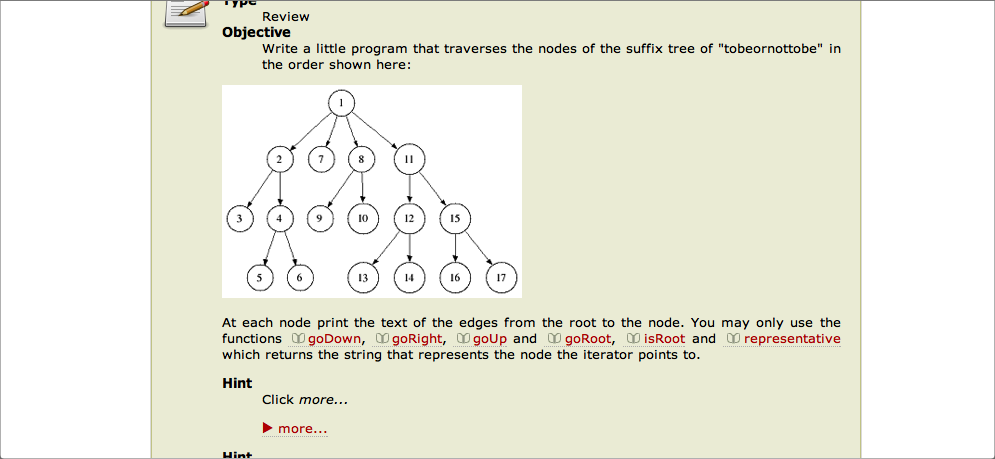 Type
Review
Objective
Write a little program that traverses the nodes of the suffix tree of "tobeornottobe" in
the order shown here:
1
2 7 8 11
3 4 9 10 12 15
5 6 13 14 16 17
At each node print the text of the edges from the root to the node. You may only use the
functions goDown, goRight, goUp and goRoot, isRoot and representative
which returns the string that represents the node the iterator points to.
Hint
Click more...
more...
Hint